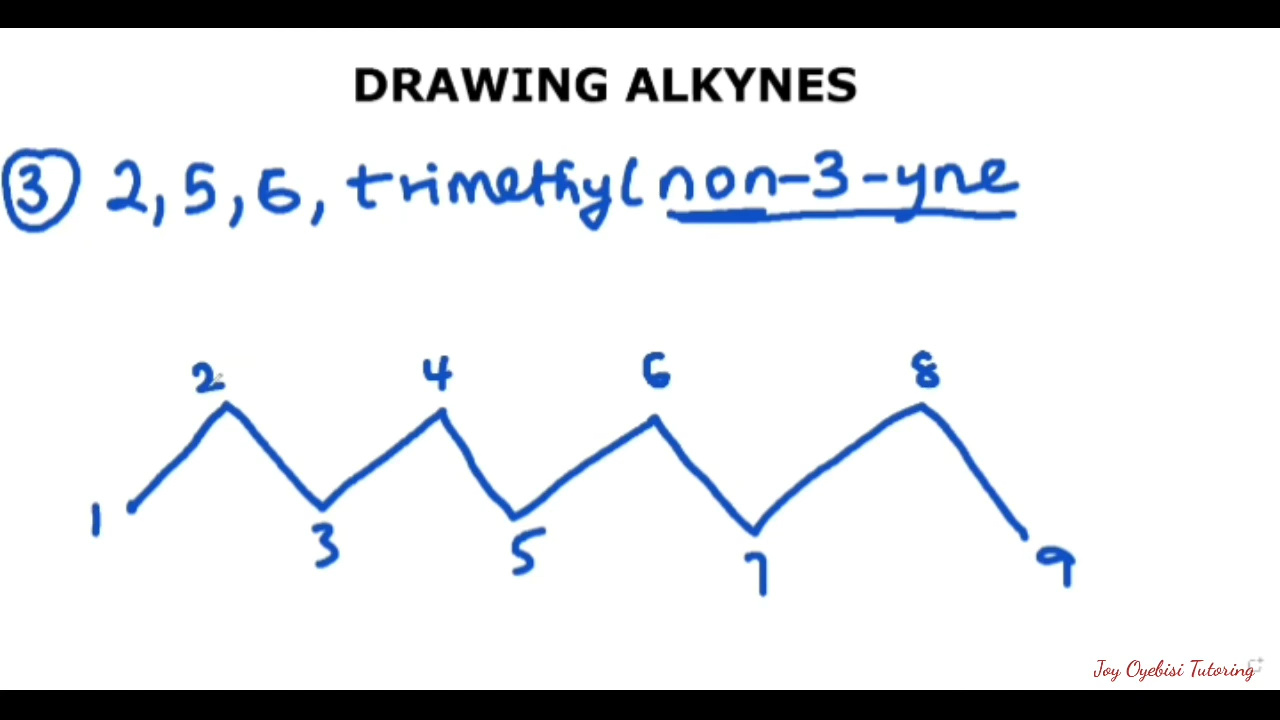 DRAWING ALKYNES
3 2, 5, 6, trimethyl non-3-yne
2 4 6 8
1 3 5 7 9
Joy Oyebisi Tutoring